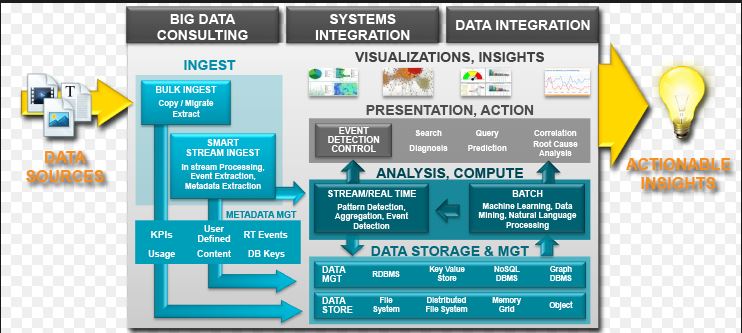 BIG DATA
CONSULTING
SYSTEMS
INTEGRATION
DATA INTEGRATION
INGEST
BULK INGEST
Copy / Migrate
Extract
SMART
STREAM INGEST
In stream Processing,
Event Extraction,
Metadata Extraction
METADATA MGT
KPIs
User
Defined
RT Events
Usage
Content
DB Keys
T
DATA
SOURCES
VISUALIZATIONS, INSIGHTS
PRESENTATION, ACTION
EVENT
DETECTION
CONTROL
Search
Query
Correlation
Diagnosis
Prediction
Root Cause
Analysis
ANALYSIS, COMPUTE
STREAM/REAL TIME
Pattern Detection,
Aggregation, Event
Detection
BATCH
Machine Learning, Data
Mining, Natural Language
Processing
DATA STORAGE & MGT
DATA
MGT
RDBMS
Key Value
Store
NoSQL
DBMS
Graph
DBMS
DATA
STORE
File
System
Distributed
File System
Memory
Grid
Object
ACTIONABLE
INSIGHTS